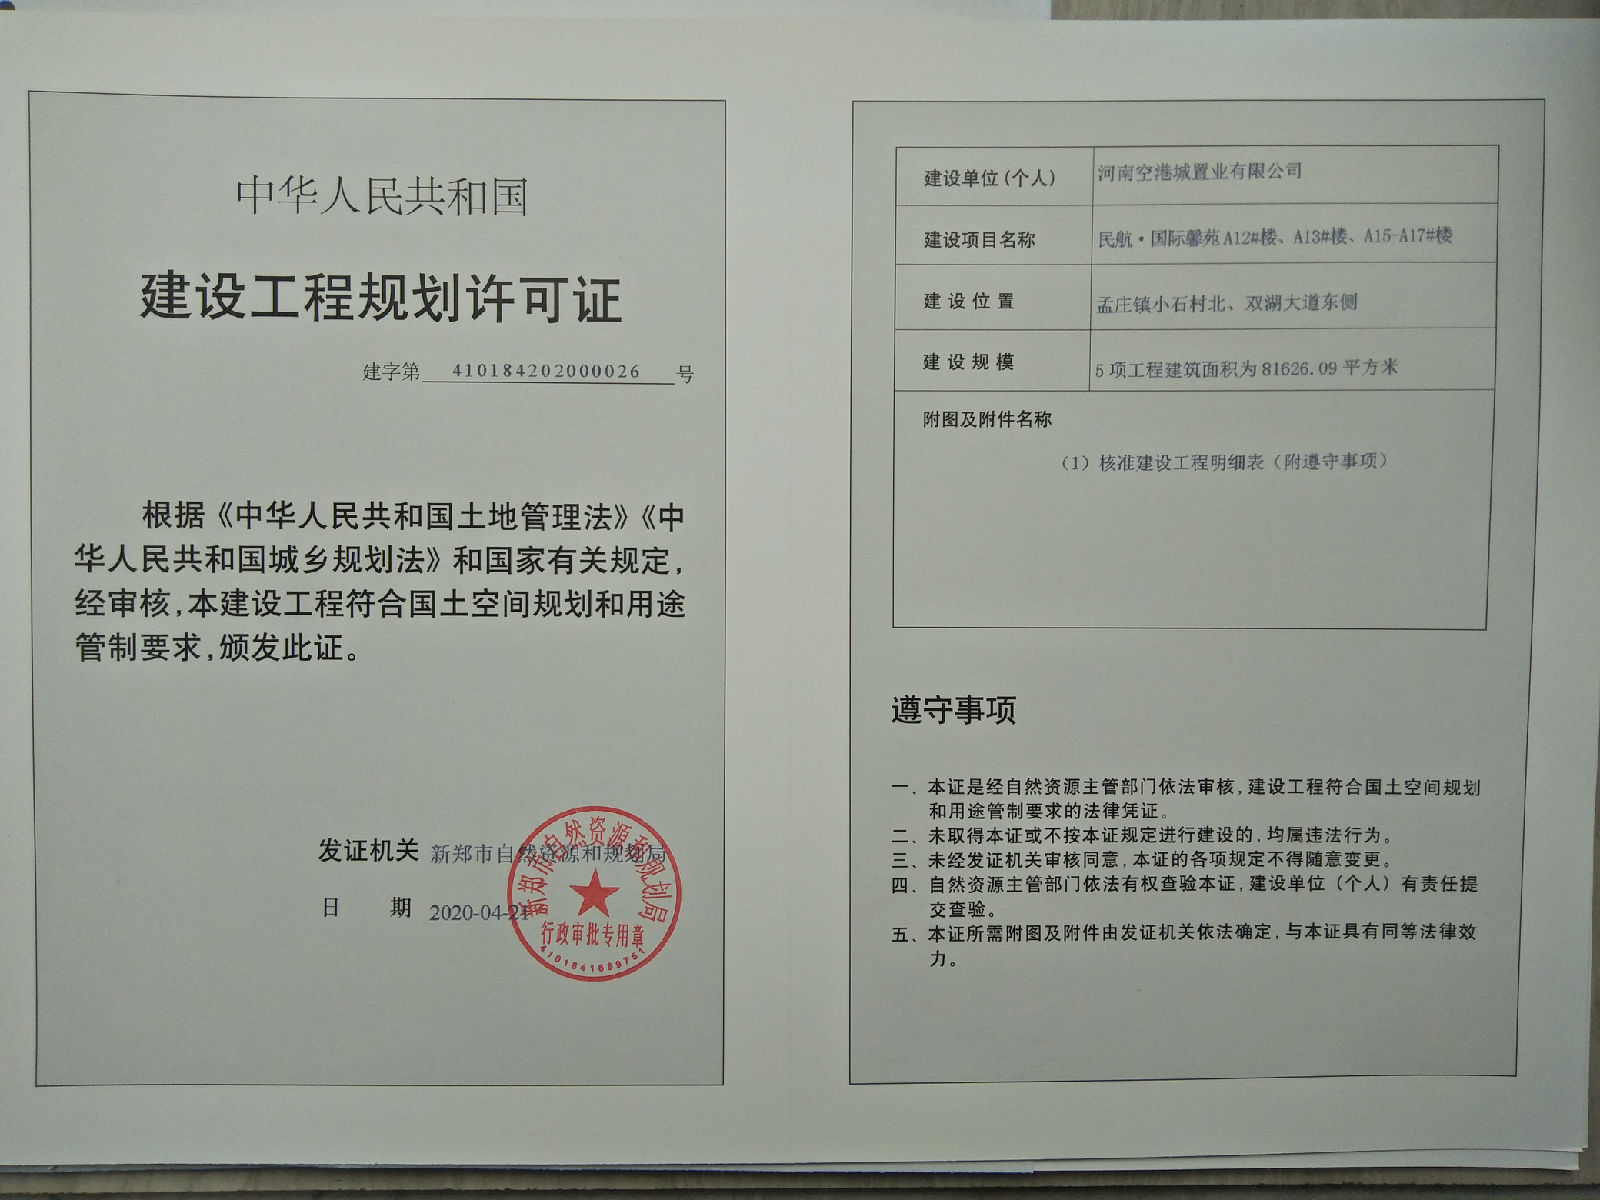 中华人民共和国
建设工程规划许可证
建字第 410184202000026 号
根据《中华人民共和国土地管理法》《中
华人民共和国城乡规划法》和国家有关规定,
经审核,本建设工程符合国土空间规划和用途
管制要求,颁发此证。
发证机关 新郑市自然资源和规划局
日 期 2020-04-21
新郑市自然资源和规划局
行政审批专用章
建设单位(个人) 河南空港城置业有限公司
建设项目名称 民航·国际馨苑A12#楼、A13#楼、A15-A17#楼
建设位置 孟庄镇小石村北、双湖大道东侧
建设规模 5项工程建筑面积为81626.09平方米
附图及附件名称
(1)核准建设工程明细表(附遵守事项)
遵守事项
一、本证是经自然资源主管部门依法审核,建设工程符合国土空间规划
和用途管制要求的法律凭证。
二、未取得本证或不按本证规定进行建设的,均属违法行为。
三、未经发证机关审核同意,本证的各项规定不得随意变更。
四、自然资源主管部门依法有权查验本证,建设单位(个人)有责任提
交查验。
五、本证所需附图及附件由发证机关依法确定,与本证具有同等法律效
力。